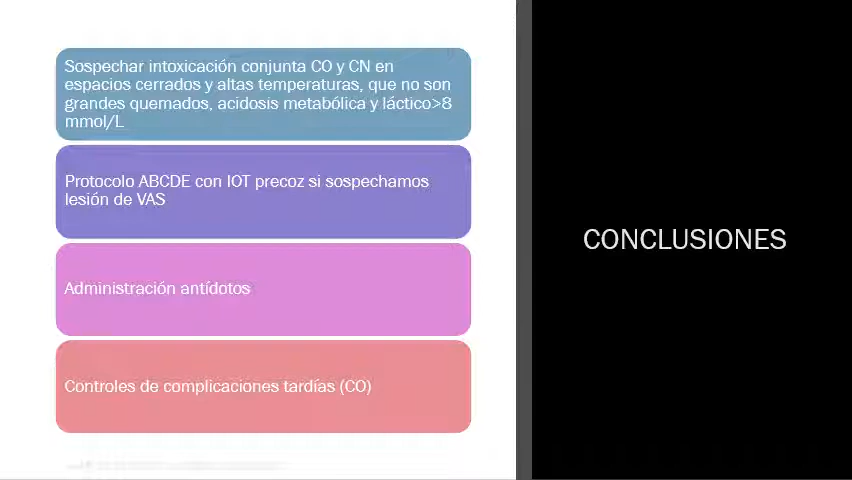 Sospechar intoxicación conjunta CO y CN en
espacios cerrados y altas temperaturas, que no son
grandes quemados, acidosis metabólica y láctico>8
mmol/L
Protocolo ABCDE con IOT precoz si sospechamos
lesión de VAS
Administración antídotos
Controles de complicaciones tardías (CO)
CONCLUSIONES